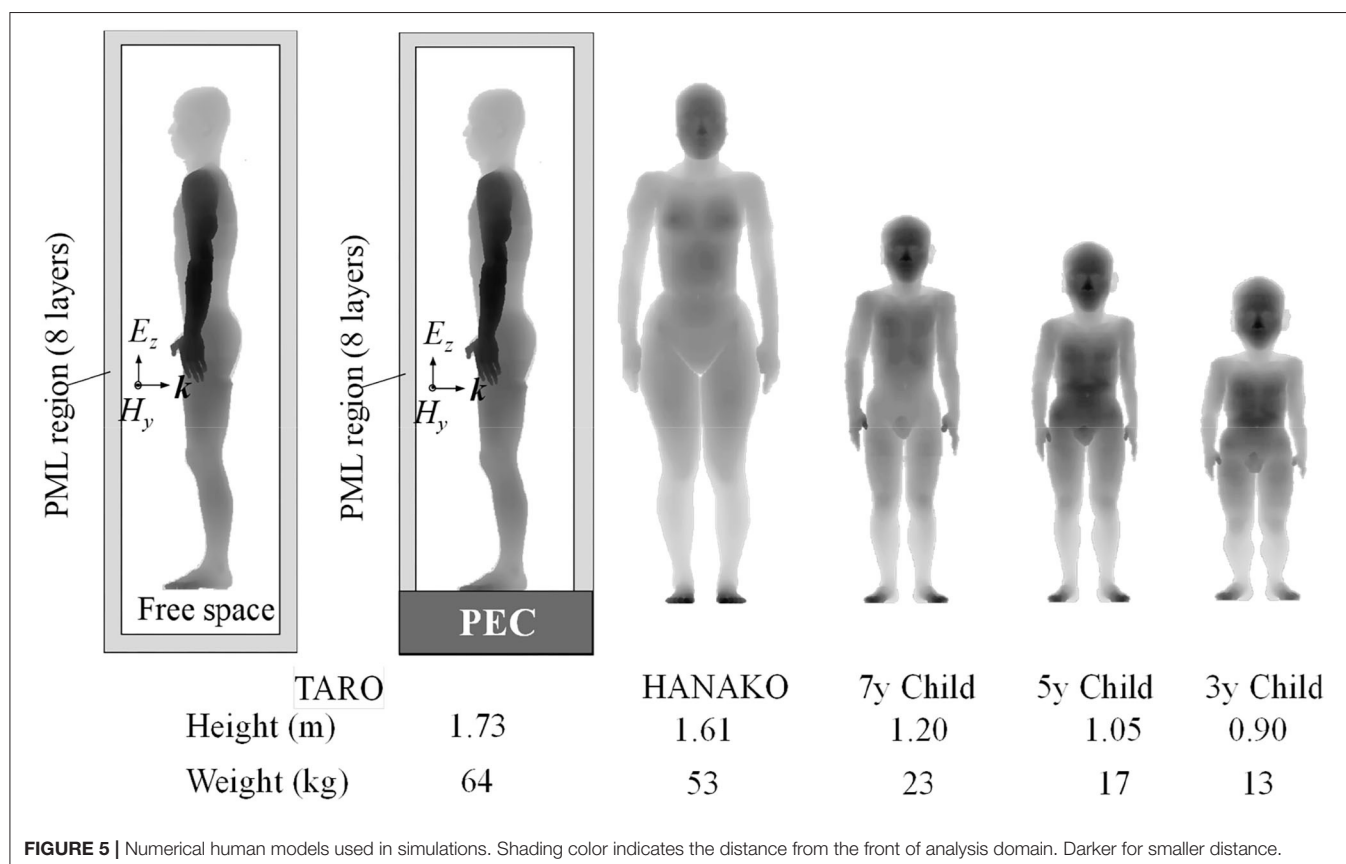 PML region (8 layers)
E_z
k
H_y
Free space
PML region (8 layers)
E_z
k
H_y
PEC
TARO HANAKO 7y Child 5y Child 3y Child
Height (m) 1.73 1.61 1.20 1.05 0.90
Weight (kg) 64 53 23 17 13
FIGURE 5 | Numerical human models used in simulations. Shading color indicates the distance from the front of analysis domain. Darker for smaller distance.